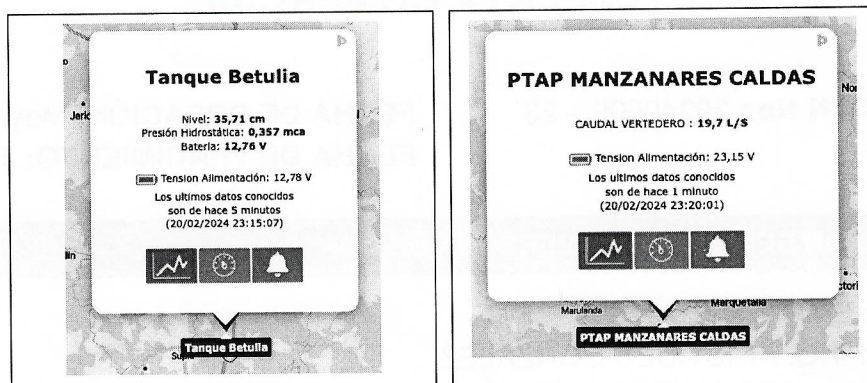 Tanque Betulia
Nivel: 35,71 cm
Presión Hidrostática: 0,357 mca
Bateria: 12,76 V
Tension Alimentación: 12,78 V
Los ultimos datos conocidos
son de hace 5 minutos
(20/02/2024 23:15:07)
Tanque Betulia
PTAP MANZANARES CALDAS
CAUDAL VERTEDERO : 19,7 L/S
Tension Alimentación: 23,15 V
Los ultimos datos conocidos
son de hace 1 minuto
(20/02/2024 23:20:01)
Marulanda
Marquetalia
PTAP MANZANARES CALDAS